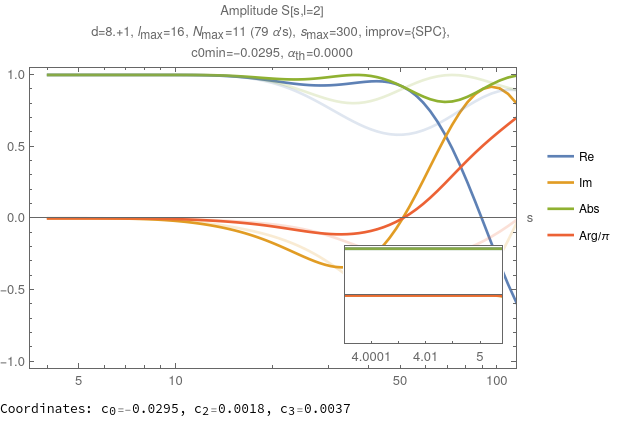 Amplitude S[s,l=2]
d=8.+1, lmax=16, Nmax=11 (79 α's), smax=300, improv={SPC},
c0min=-0.0295, αth=0.0000
1.0
0.5
0.0
-0.5
-1.0
5
10
50
100
s
4.0001
4.01
5
Re
Im
Abs
Arg/π
Coordinates: c0=-0.0295, c2=0.0018, c3=0.0037